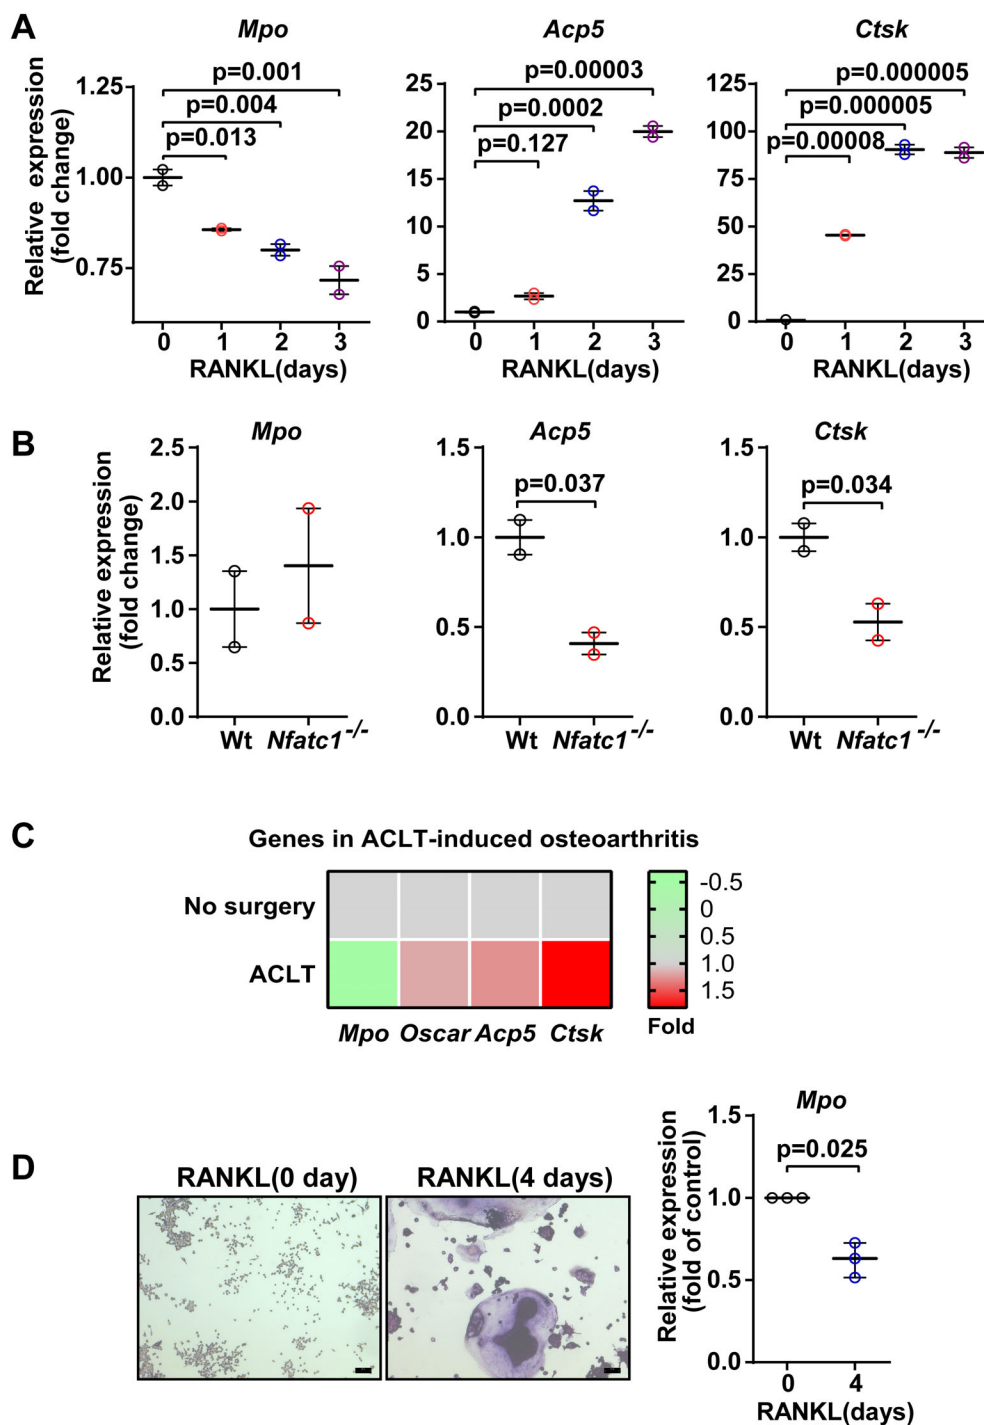 A
Mpo
Acp5
Ctsk
Relative expression
(fold change)
1.25
1.00
0.75
p=0.001
p=0.004
p=0.013
0 1 2 3
RANKL(days)
25
20
15
10
5
0
p=0.00003
p=0.0002
p=0.127
0 1 2 3
RANKL(days)
125
100
75
50
25
0
p=0.000005
p=0.000005
p=0.00008
0 1 2 3
RANKL(days)
B
Mpo
Acp5
Ctsk
Relative expression
(fold change)
2.5
2.0
1.5
1.0
0.5
0.0
Wt Nfatc1-/-
1.5
1.0
0.5
0.0
p=0.037
Wt Nfatc1-/-
1.5
1.0
0.5
0.0
p=0.034
Wt Nfatc1-/-
C
Genes in ACLT-induced osteoarthritis
No surgery
ACLT
Mpo Oscar Acp5 Ctsk
-0.5
0
0.5
1.0
1.5
Fold
D
RANKL(0 day)
RANKL(4 days)
Mpo
Relative expression
(fold of control)
1.5
1.0
0.5
0.0
p=0.025
0 4
RANKL(days)